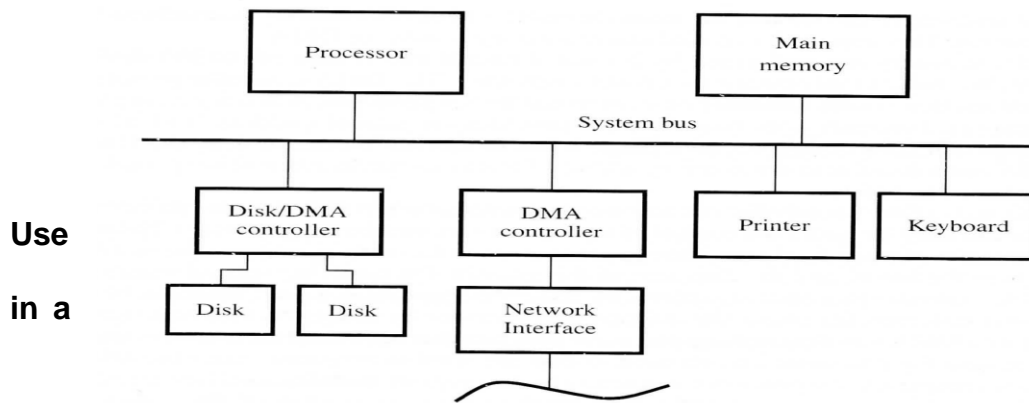 Processor
Main
memory
System bus
Disk/DMA
controller
DMA
controller
Printer
Keyboard
Use
in a
Disk
Disk
Network
Interface